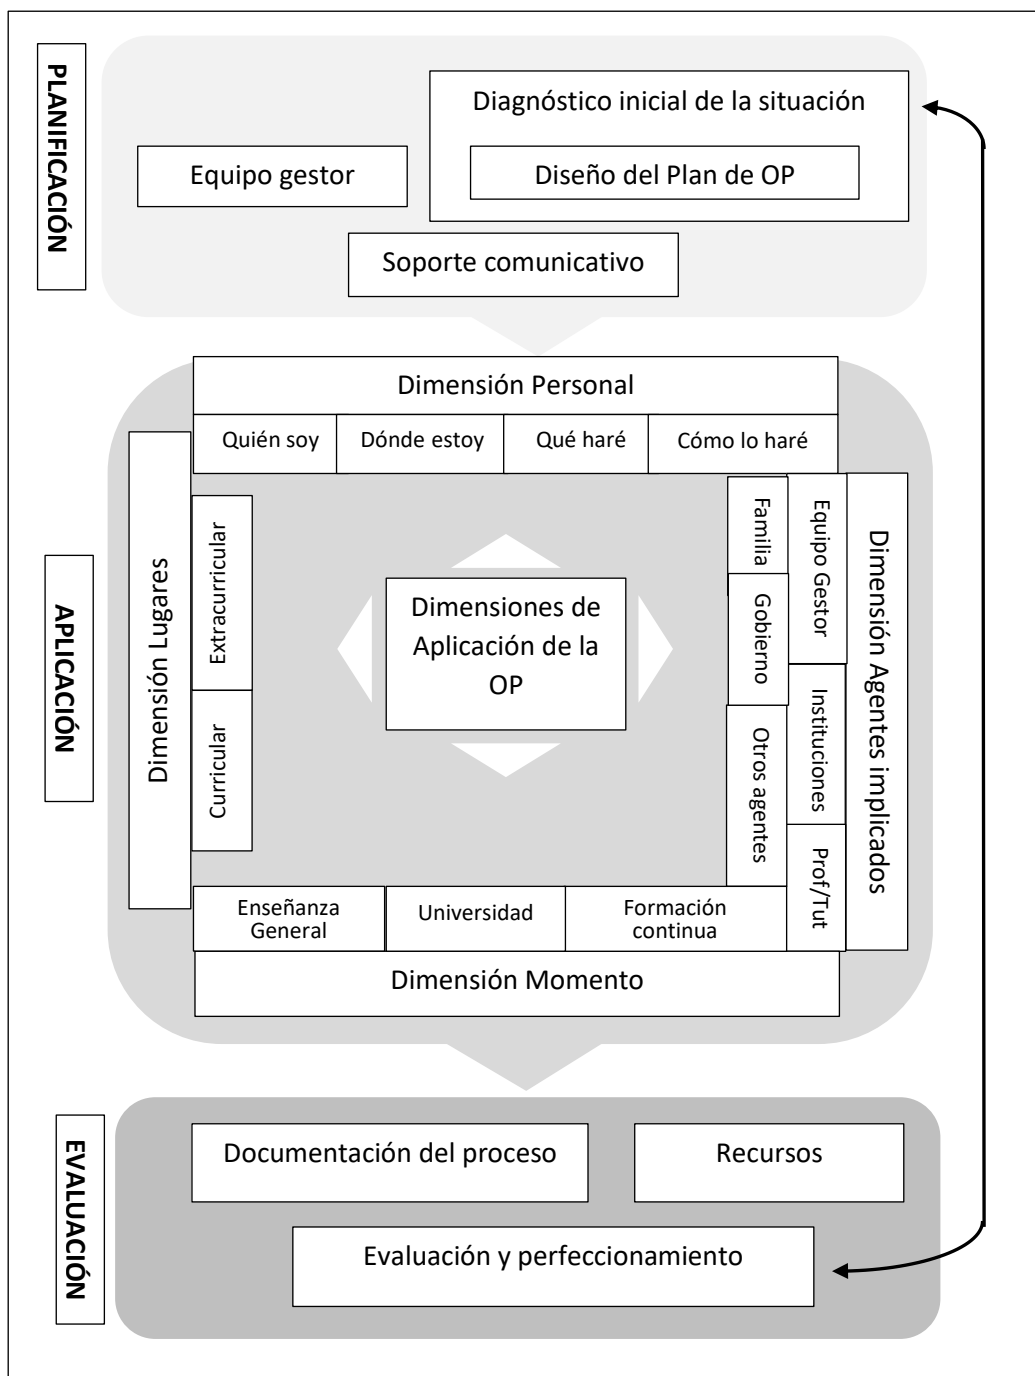 PLANIFICACIÓN
Diagnóstico inicial de la situación
Equipo gestor
Diseño del Plan de OP
Soporte comunicativo
APLICACIÓN
Dimensión Personal
Quién soy
Dónde estoy
Qué haré
Cómo lo haré
Dimensión Lugares
Extracurricular
Curricular
Dimensiones de
Aplicación de la
OP
Familia
Gobierno
Otros agentes
Equipo Gestor
Instituciones
Prof/Tut
Dimensión Agentes implicados
Enseñanza
General
Universidad
Formación
continua
Dimensión Momento
EVALUACIÓN
Documentación del proceso
Recursos
Evaluación y perfeccionamiento